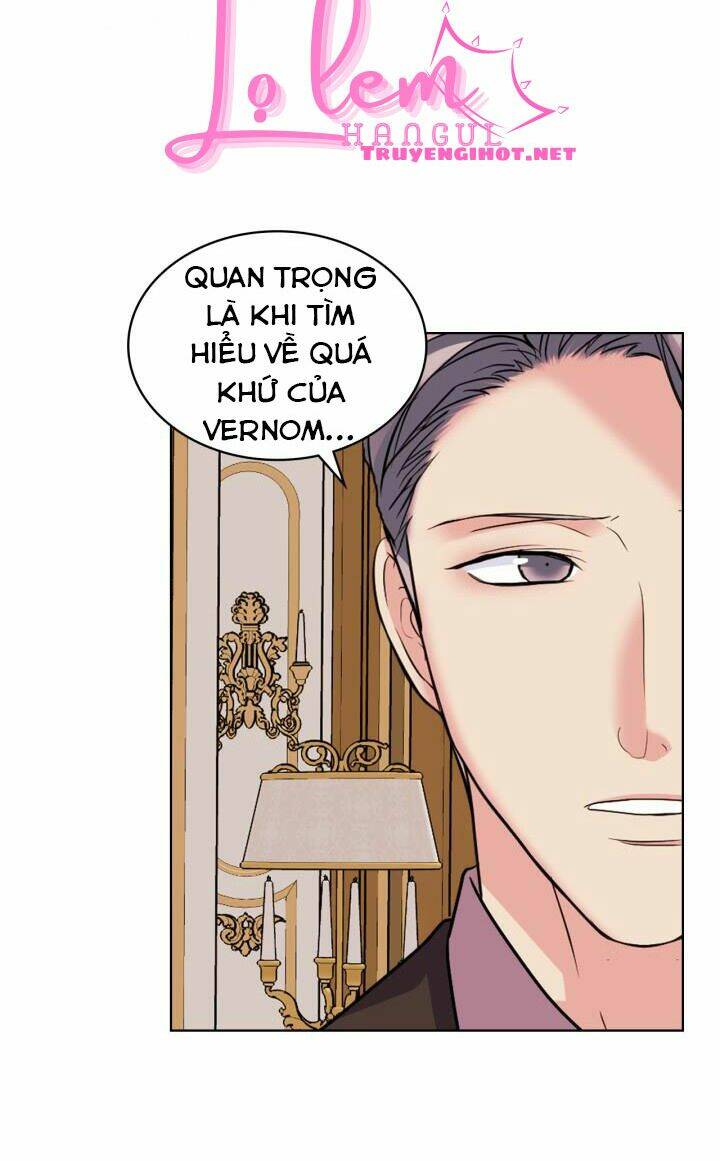 Lọ lem
HANGUL
TRUYENGIHOT.NET
QUAN TRỌNG
LÀ KHI TÌM
HIỂU VỀ QUÁ
KHỨ CỦA
VERNOM...